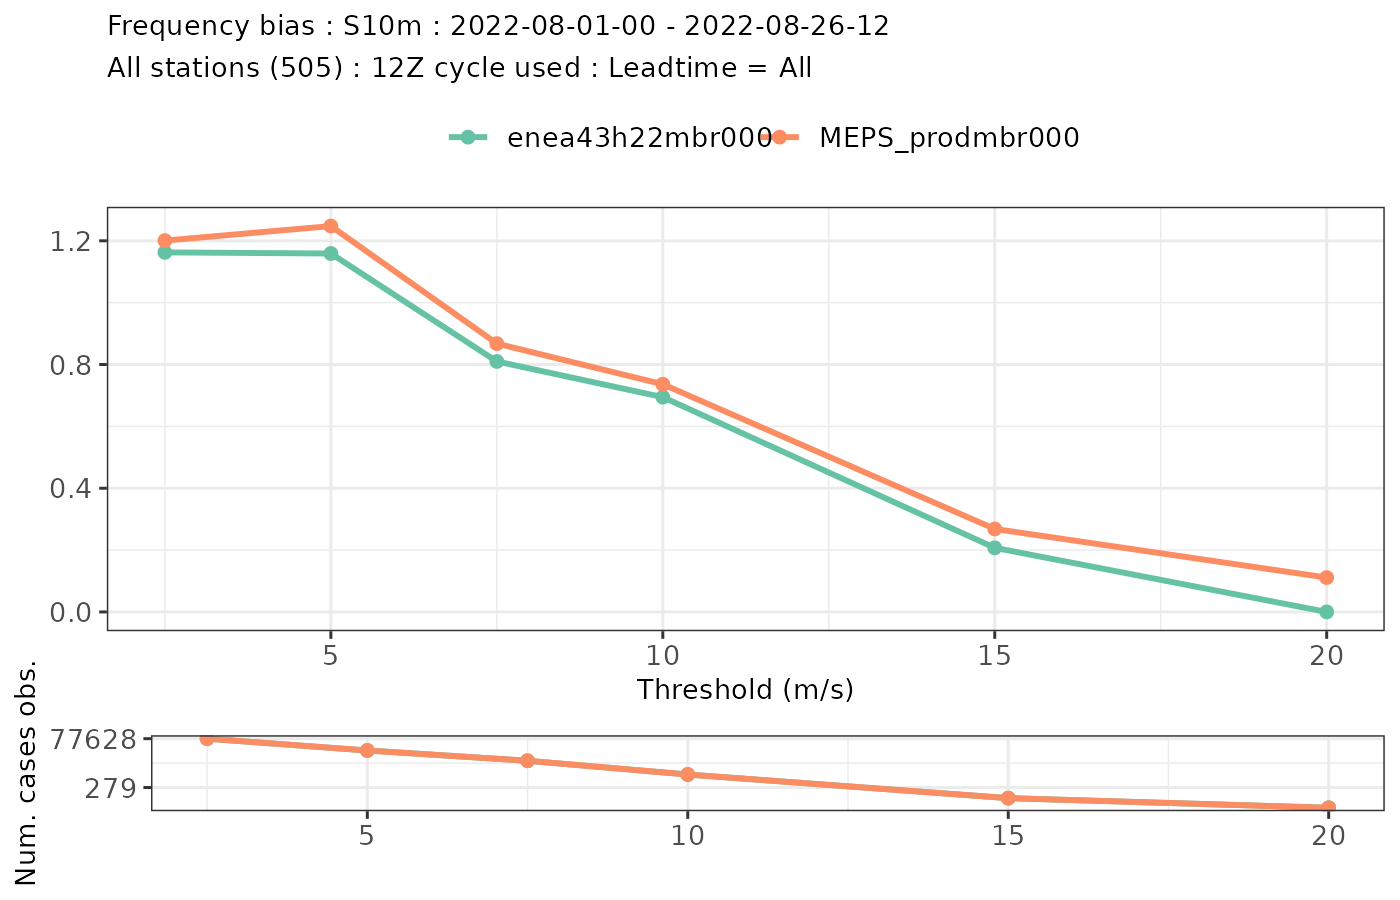 Frequency bias : S10m : 2022-08-01-00 - 2022-08-26-12
All stations (505) : 12Z cycle used : Leadtime = All
enea43h22mbr000 MEPS_prodmbr000
1.2
0.8
0.4
0.0
5 10 15 20
Threshold (m/s)
Num. cases obs.
77628
279
5 10 15 20